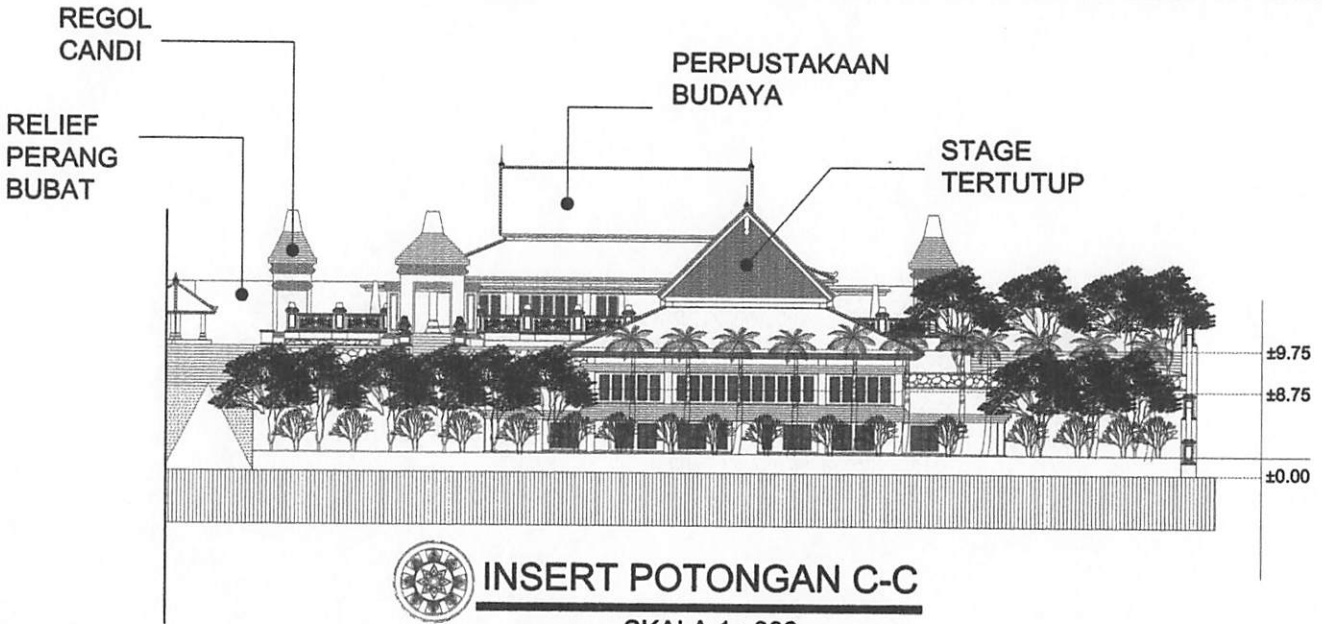 REGOL
CANDI
RELIEF
PERANG
BUBAT
PERPUSTAKAAN
BUDAYA
STAGE
TERTUTUP
±9.75
±8.75
±0.00
INSERT POTONGAN C-C